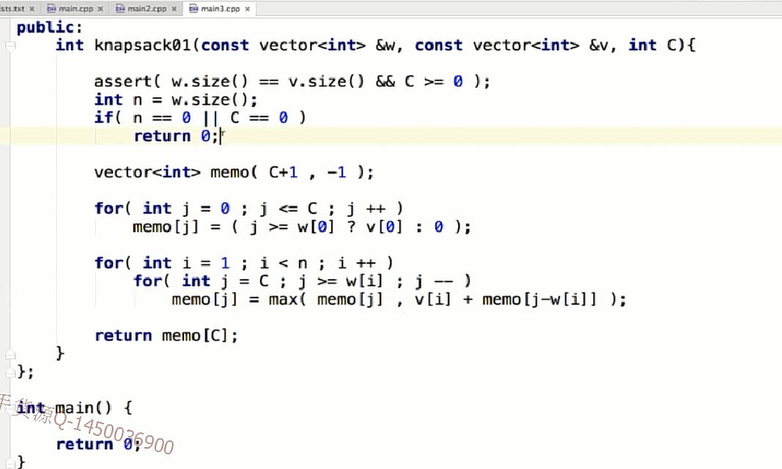 sts.txt main.cpp main2.cpp main3.cpp
public:
    int knapsack01(const vector<int> &w, const vector<int> &v, int C){
        assert( w.size() == v.size() && C >= 0 );
        int n = w.size();
        if( n == 0 || C == 0 )
            return 0;
        vector<int> memo( C+1 , -1 );
        for( int j = 0 ; j <= C ; j ++ )
            memo[j] = ( j >= w[0] ? v[0] : 0 );
        for( int i = 1 ; i < n ; i ++ )
            for( int j = C ; j >= w[i] ; j -- )
                memo[j] = max( memo[j] , v[i] + memo[j-w[i]] );
        return memo[C];
    }
};
int main() {
    return 0;
}
货源Q-1450036900